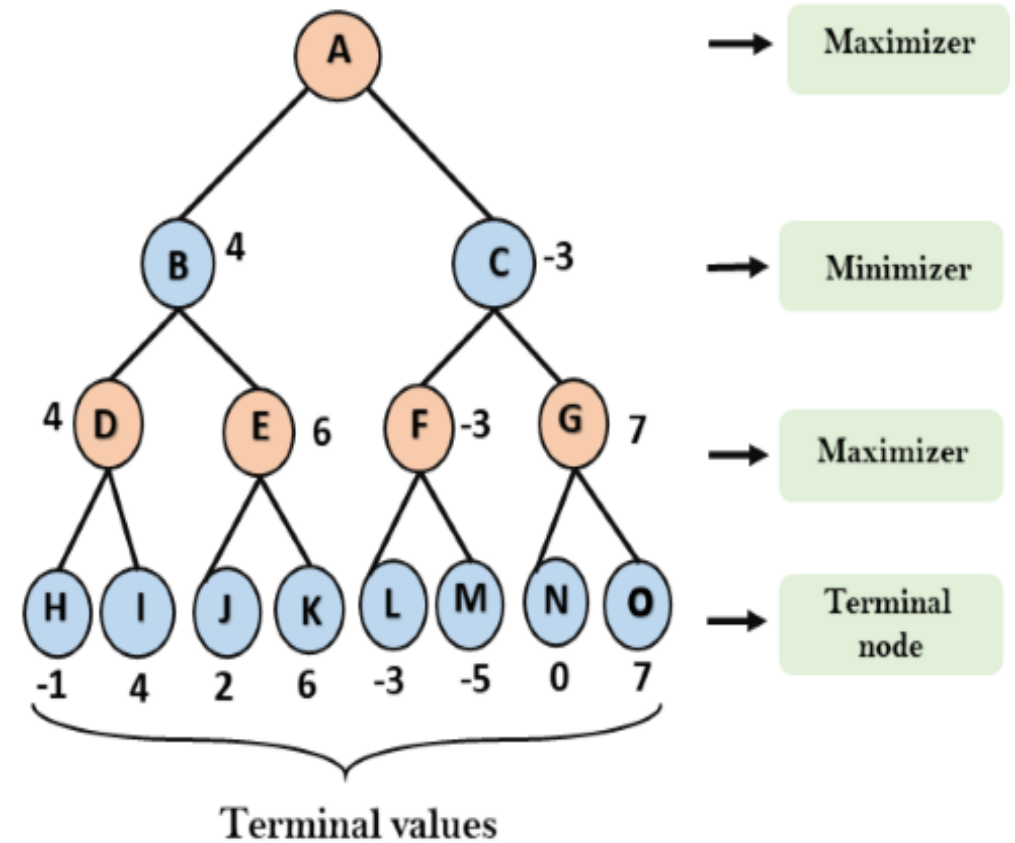 A
Maximizer
B 4 C -3
Minimizer
4 D E 6 F -3 G 7
Maximizer
H I J K L M N O
Terminal
node
-1 4 2 6 -3 -5 0 7
Terminal values